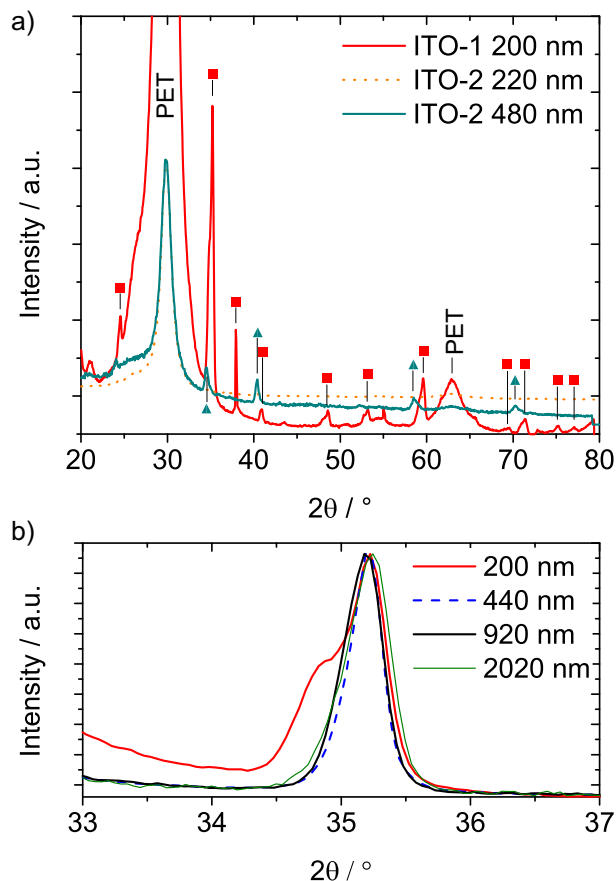 a)
ITO-1 200 nm
ITO-2 220 nm
ITO-2 480 nm
PET
PET
Intensity / a.u.
20 30 40 50 60 70 80
2θ / °
b)
200 nm
440 nm
920 nm
2020 nm
Intensity / a.u.
33 34 35 36 37
2θ / °